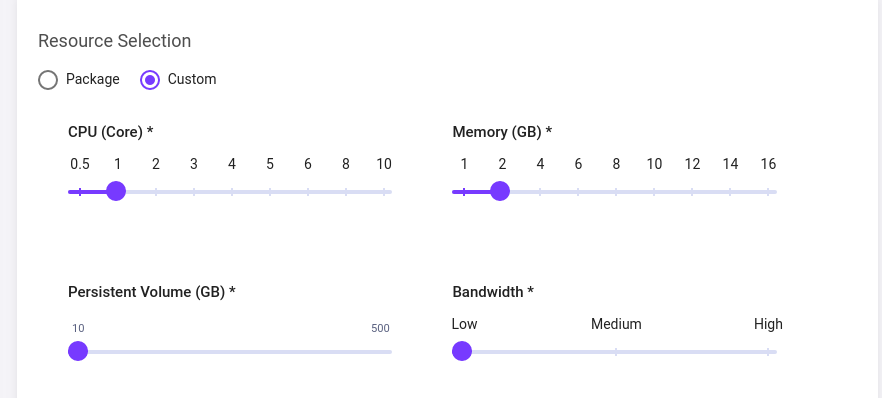 Resource Selection
Package Custom
CPU (Core) * Memory (GB) *
0.5 1 2 3 4 5 6 8 10 1 2 4 6 8 10 12 14 16
Persistent Volume (GB) * Bandwidth *
10 500 Low Medium High